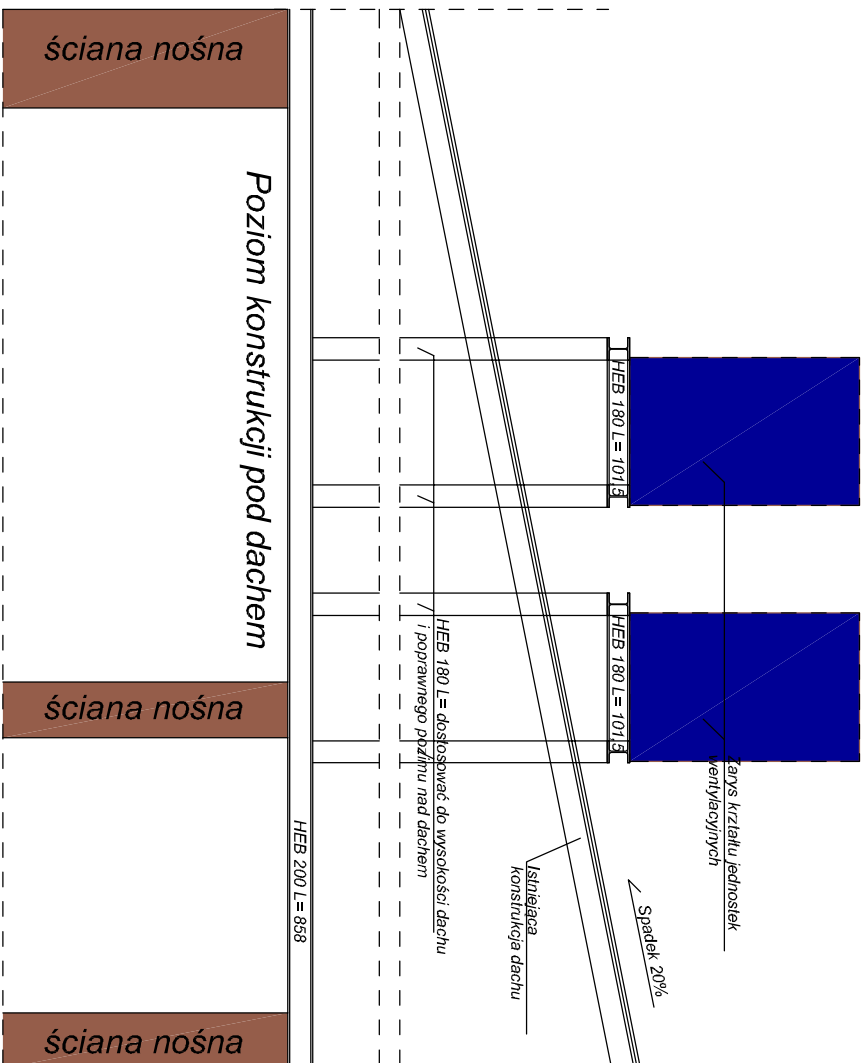 ściana nośna
Poziom konstrukcji pod dachem
ściana nośna
ściana nośna
HEB 200 L= 858
HEB 180 L= 101,5
HEB 180 L= 101,5
HEB 180 L= dostosować do wysokości dachu
i poprawnego pozimu nad dachem
Istniejąca
konstrukcja dachu
Spadek 20%
Zarys krztałtu jednostek
wentylacyjnych